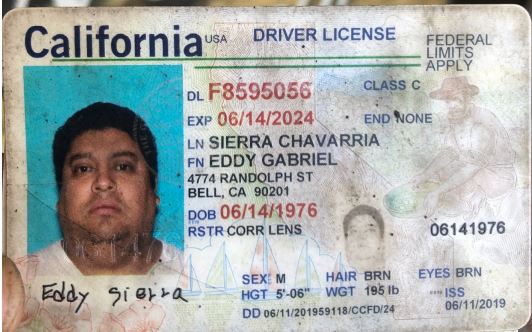 California USA DRIVER LICENSE
FEDERAL
LIMITS
APPLY
DL F8595056 CLASS C
EXP 06/14/2024 END NONE
LN SIERRA CHAVARRIA
FN EDDY GABRIEL
4774 RANDOLPH ST
BELL, CA 90201
DOB 06/14/1976
RSTR CORR LENS
06141976
SEX M HAIR BRN EYES BRN
HGT 5'-06" WGT 195 lb ISS
DD 06/11/201959118/CCFD/24 06/11/2019
Eddy Sierra